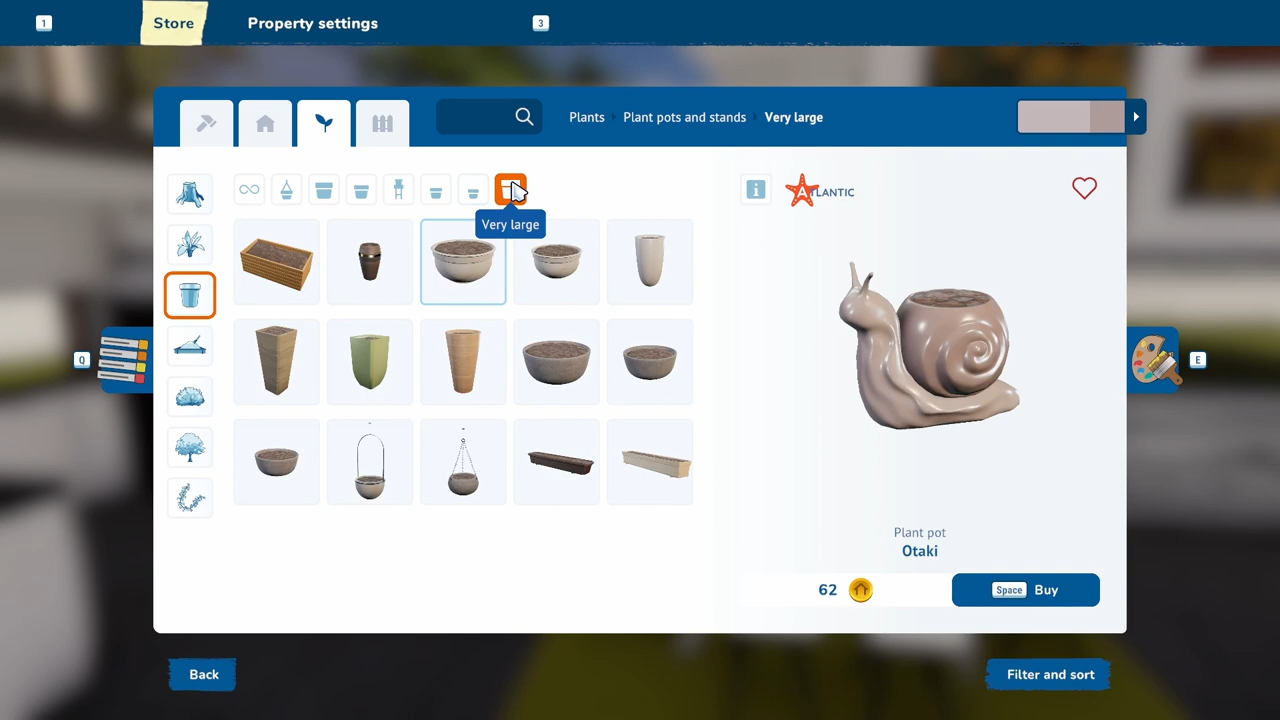 1
Store
Property settings
3
Plants
Plant pots and stands
Very large
Very large
i
ATLANTIC
Q
E
Plant pot
Otaki
62
Space
Buy
Back
Filter and sort